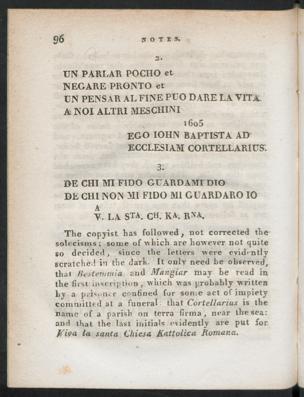 96 NOTES.
2.
UN PARLAR POCHO et
NEGARE PRONTO et
UN PENSAR AL FINE PUO DARE LA VITA
A NOI ALTRI MESCHINI
1605
EGO IOHN BAPTISTA AD
ECCLESIAM CORTELLARIUS.
3.
DE CHI MI FIDO GUARDAMI DIO
DE CHI NON MI FIDO MI GUARDARO IO
A
V. LA STA. CH. KA. RNA.
The copyist has followed, not corrected the
solecisms; some of which are however not quite
so decided, since the letters were evidently
scratched in the dark. It only need be observed,
that Bestemmia and Mangiar may be read in
the first inscription, which was probably written
by a prisoner confined for some act of impiety
committed at a funeral: that Cortellarius is the
name of a parish on terra firma, near the sea:
and that the last initials evidently are put for
Viva la santa Chiesa Kattolica Romana.